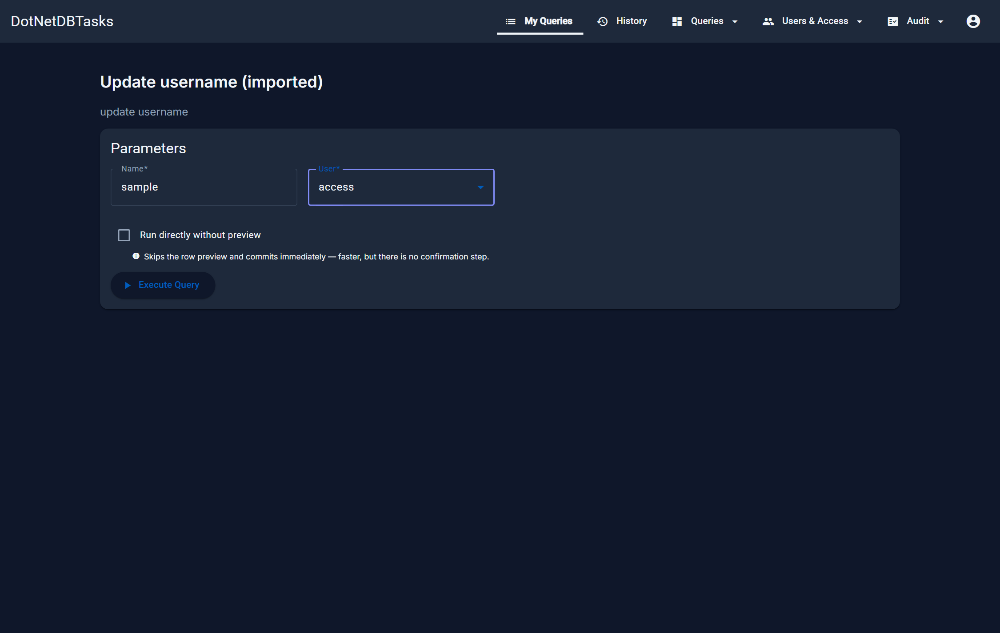 DotNetDBTasks
My Queries
History
Queries
Users & Access
Audit
Update username (imported)
update username
Parameters
Name*
sample
User*
access
Run directly without preview
Skips the row preview and commits immediately — faster, but there is no confirmation step.
Execute Query